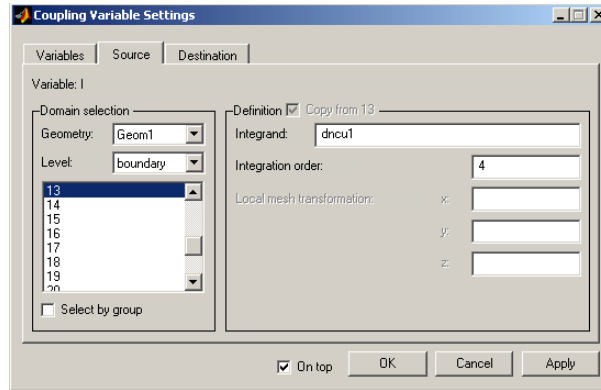 Coupling Variable Settings
Variables Source Destination
Variable: I
Domain selection
Geometry: Geom1
Level: boundary
13
14
15
16
17
18
19
20
Select by group
Definition Copy from 13
Integrand: dncu1
Integration order: 4
Local mesh transformation: x:
y:
z:
On top OK Cancel Apply